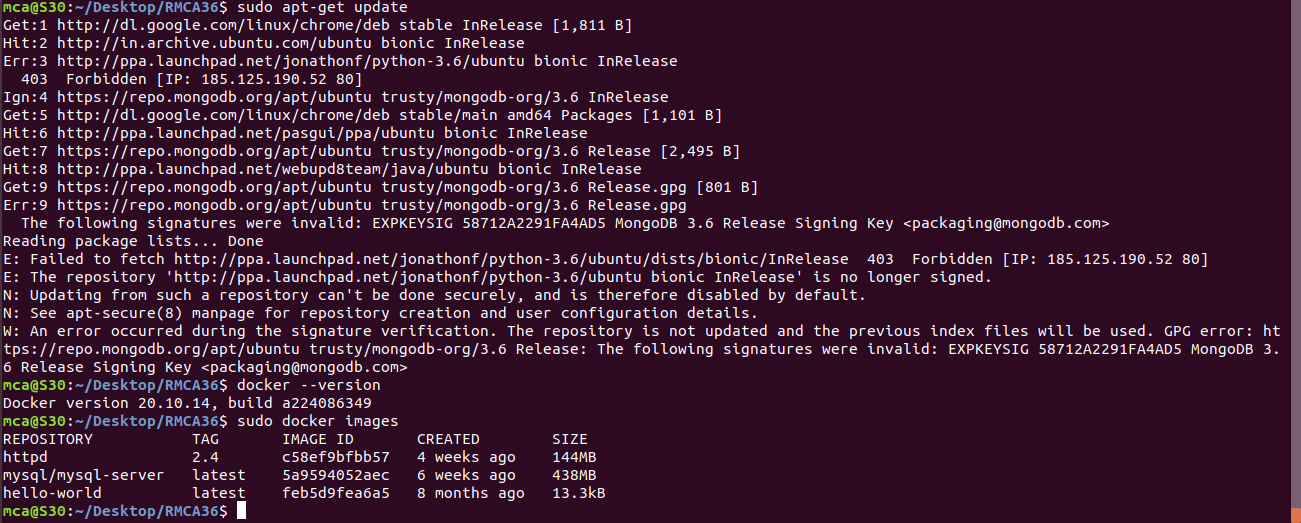 mca@S30:~/Desktop/RMCA36$ sudo apt-get update
Get:1 http://dl.google.com/linux/chrome/deb stable InRelease [1,811 B]
Hit:2 http://in.archive.ubuntu.com/ubuntu bionic InRelease
Err:3 http://ppa.launchpad.net/jonathonf/python-3.6/ubuntu bionic InRelease
  403  Forbidden [IP: 185.125.190.52 80]
Ign:4 https://repo.mongodb.org/apt/ubuntu trusty/mongodb-org/3.6 InRelease
Get:5 http://dl.google.com/linux/chrome/deb stable/main amd64 Packages [1,101 B]
Hit:6 http://ppa.launchpad.net/pasgui/ppa/ubuntu bionic InRelease
Get:7 https://repo.mongodb.org/apt/ubuntu trusty/mongodb-org/3.6 Release [2,495 B]
Hit:8 http://ppa.launchpad.net/webupd8team/java/ubuntu bionic InRelease
Get:9 https://repo.mongodb.org/apt/ubuntu trusty/mongodb-org/3.6 Release.gpg [801 B]
Err:9 https://repo.mongodb.org/apt/ubuntu trusty/mongodb-org/3.6 Release.gpg
  The following signatures were invalid: EXPKEYSIG 58712A2291FA4AD5 MongoDB 3.6 Release Signing Key <packaging@mongodb.com>
Reading package lists... Done
E: Failed to fetch http://ppa.launchpad.net/jonathonf/python-3.6/ubuntu/dists/bionic/InRelease  403  Forbidden [IP: 185.125.190.52 80]
E: The repository 'http://ppa.launchpad.net/jonathonf/python-3.6/ubuntu bionic InRelease' is no longer signed.
N: Updating from such a repository can't be done securely, and is therefore disabled by default.
N: See apt-secure(8) manpage for repository creation and user configuration details.
W: An error occurred during the signature verification. The repository is not updated and the previous index files will be used. GPG error: ht
tps://repo.mongodb.org/apt/ubuntu trusty/mongodb-org/3.6 Release: The following signatures were invalid: EXPKEYSIG 58712A2291FA4AD5 MongoDB 3.
6 Release Signing Key <packaging@mongodb.com>
mca@S30:~/Desktop/RMCA36$ docker --version
Docker version 20.10.14, build a224086349
mca@S30:~/Desktop/RMCA36$ sudo docker images
REPOSITORY           TAG       IMAGE ID       CREATED        SIZE
httpd                2.4       c58ef9bfbb57   4 weeks ago    144MB
mysql/mysql-server   latest    5a9594052aec   6 weeks ago    438MB
hello-world          latest    feb5d9fea6a5   8 months ago   13.3kB
mca@S30:~/Desktop/RMCA36$